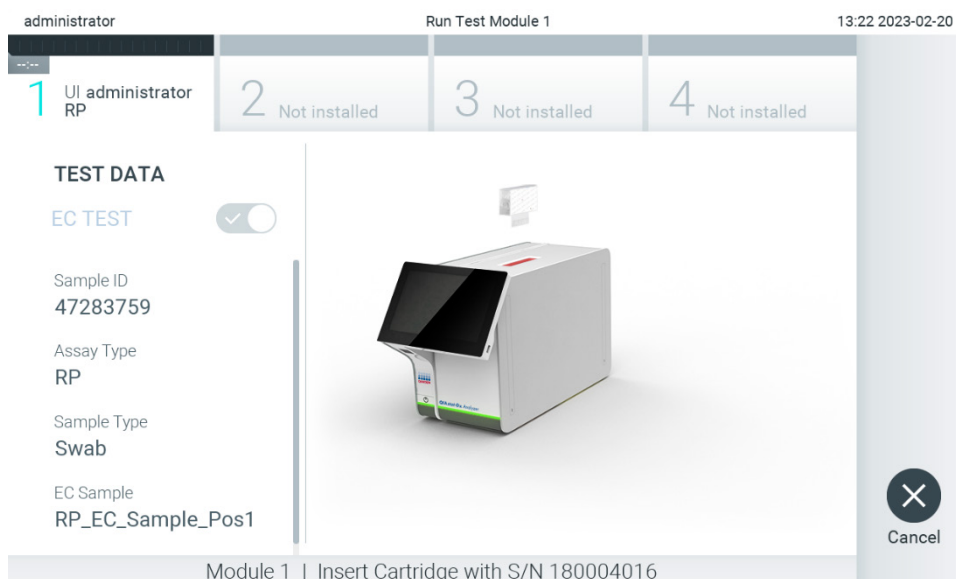 administrator
Run Test Module 1
13:22 2023-02-20
--:--
1 UI administrator
RP
2 Not installed
3 Not installed
4 Not installed
TEST DATA
EC TEST
Sample ID
47283759
Assay Type
RP
Sample Type
Swab
EC Sample
RP_EC_Sample_Pos1
Cancel
Module 1 | Insert Cartridge with S/N 180004016